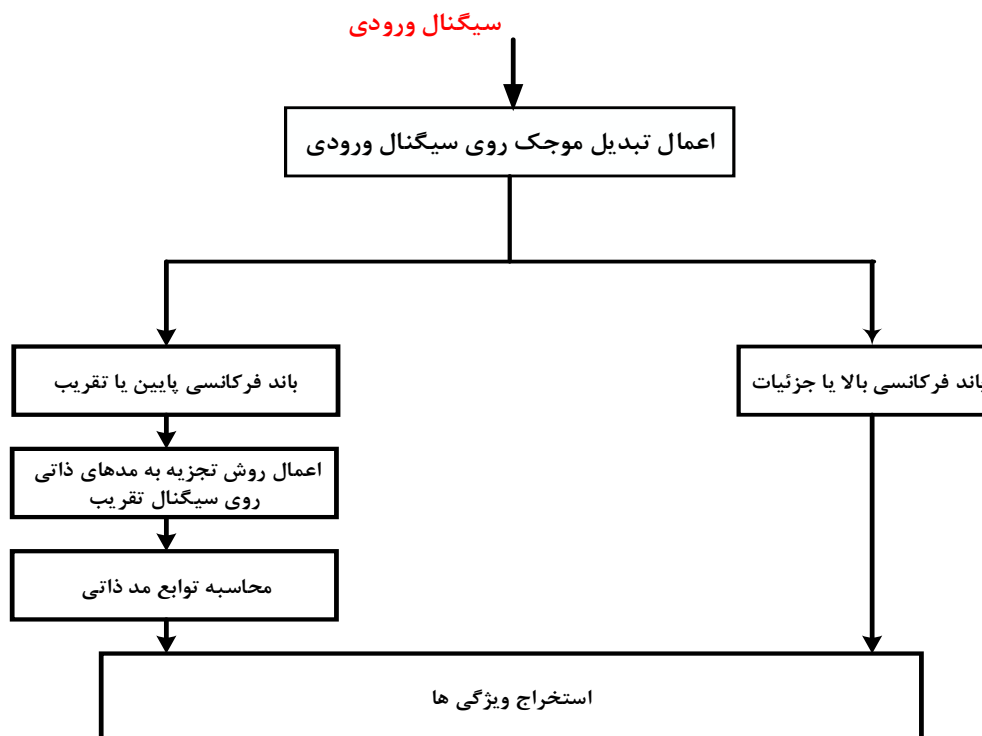 سیگنال ورودی
اعمال تبدیل موجک روی سیگنال ورودی
باند فرکانسی پایین یا تقریب
باند فرکانسی بالا یا جزئیات
اعمال روش تجزیه به مدهای ذاتی
روی سیگنال تقریب
محاسبه توابع مد ذاتی
استخراج ویژگی ها